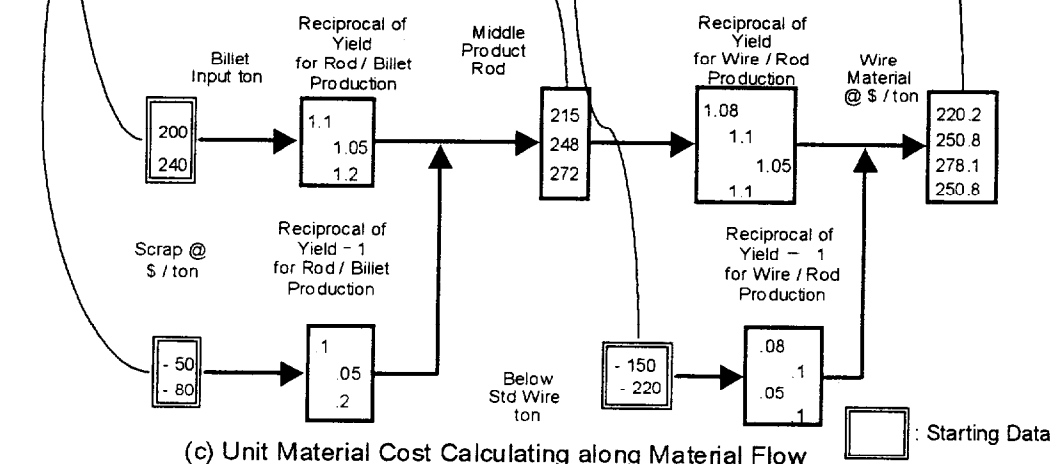 Reciprocal of
Yield
for Rod / Billet
Production
Billet
Input ton
Middle
Product
Rod
Reciprocal of
Yield
for Wire / Rod
Production
Wire
Material
@ $ / ton
200
240
1.1
1.05
1.2
215
248
272
1.08
1.1
1.05
1.1
220.2
250.8
278.1
250.8
Scrap @
$ / ton
Reciprocal of
Yield - 1
for Rod / Billet
Production
Reciprocal of
Yield - 1
for Wire / Rod
Production
- 50
- 80
.1
.05
.2
Below
Std Wire
ton
- 150
- 220
.08
.1
.05
.1
: Starting Data
(c) Unit Material Cost Calculating along Material Flow